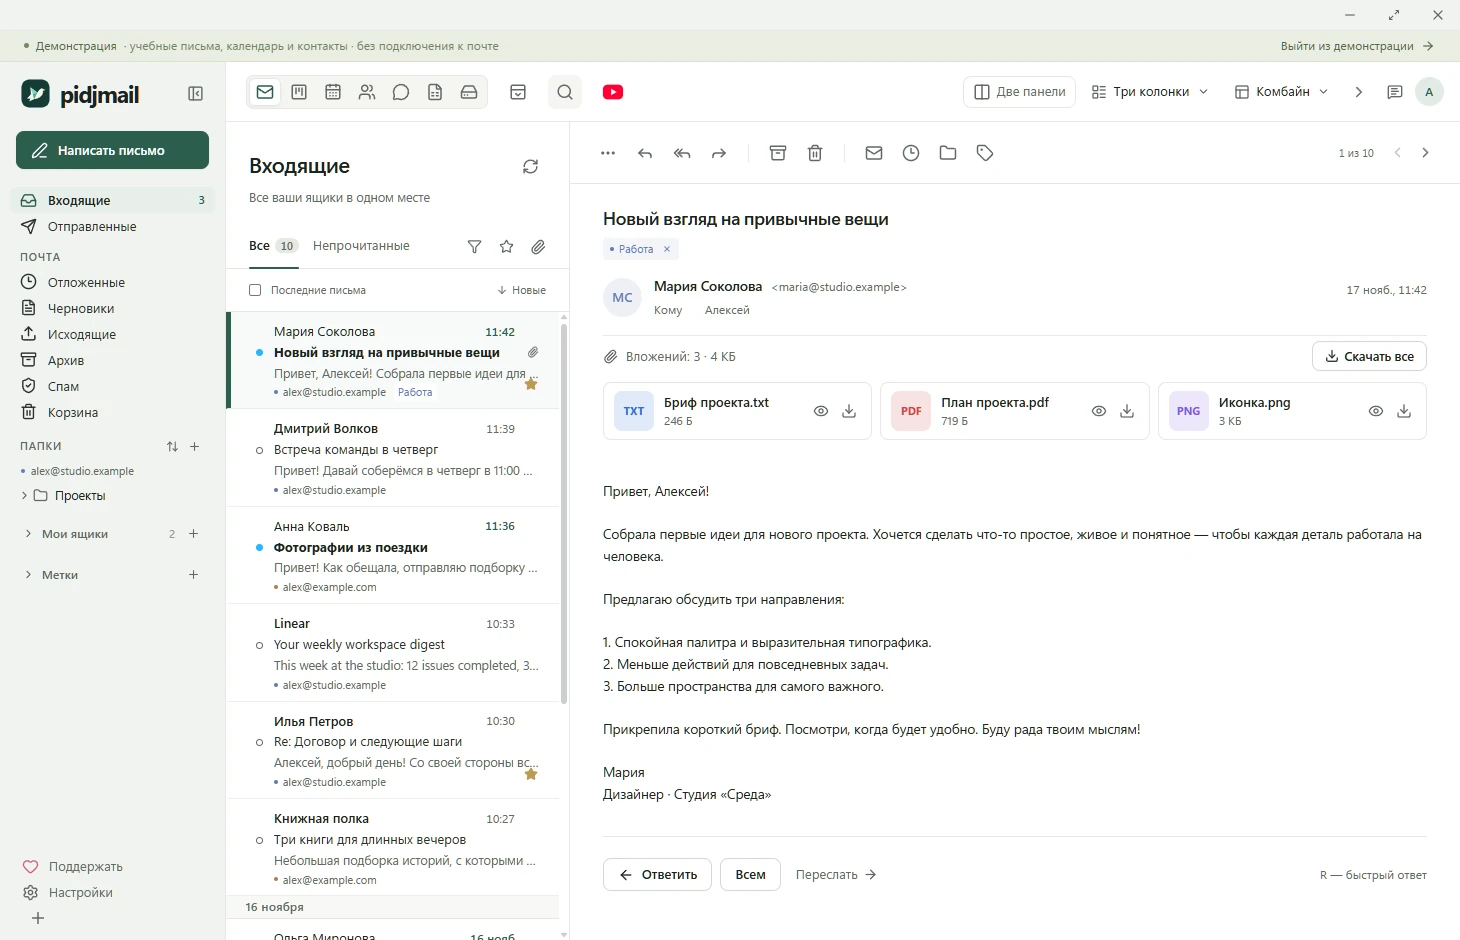 Демонстрация · учебные письма, календарь и контакты · без подключения к почте
Выйти из демонстрации
pidjmail
Две панели
Три колонки
Комбайн
A
Написать письмо
Входящие 3
Отправленные
ПОЧТА
Отложенные
Черновики
Исходящие
Архив
Спам
Корзина
ПАПКИ
alex@studio.example
Проекты
Мои ящики 2
Метки
Поддержать
Настройки
Входящие
Все ваши ящики в одном месте
Все 10 Непрочитанные
Последние письма Новые
Мария Соколова 11:42
Новый взгляд на привычные вещи
Привет, Алексей! Собрала первые идеи для ...
alex@studio.example Работа
Дмитрий Волков 11:39
Встреча команды в четверг
Привет! Давай соберёмся в четверг в 11:00 ...
alex@studio.example
Анна Коваль 11:36
Фотографии из поездки
Привет! Как обещала, отправляю подборку ...
alex@example.com
Linear 10:33
Your weekly workspace digest
This week at the studio: 12 issues completed, 3...
alex@studio.example
Илья Петров 10:30
Re: Договор и следующие шаги
Алексей, добрый день! Со своей стороны вс...
alex@studio.example
Книжная полка 10:27
Три книги для длинных вечеров
Небольшая подборка историй, с которыми ...
alex@example.com
16 ноября
Ольга Миронова 16 нояб.
1 из 10
Новый взгляд на привычные вещи
Работа ×
МС
Мария Соколова <maria@studio.example>
17 нояб., 11:42
Кому Алексей
Вложений: 3 · 4 КБ
Скачать все
TXT
Бриф проекта.txt
246 Б
PDF
План проекта.pdf
719 Б
PNG
Иконка.png
3 КБ
Привет, Алексей!
Собрала первые идеи для нового проекта. Хочется сделать что-то простое, живое и понятное — чтобы каждая деталь работала на
человека.
Предлагаю обсудить три направления:
1. Спокойная палитра и выразительная типографика.
2. Меньше действий для повседневных задач.
3. Больше пространства для самого важного.
Прикрепила короткий бриф. Посмотри, когда будет удобно. Буду рада твоим мыслям!
Мария
Дизайнер · Студия «Среда»
Ответить
Всем
Переслать
R — быстрый ответ